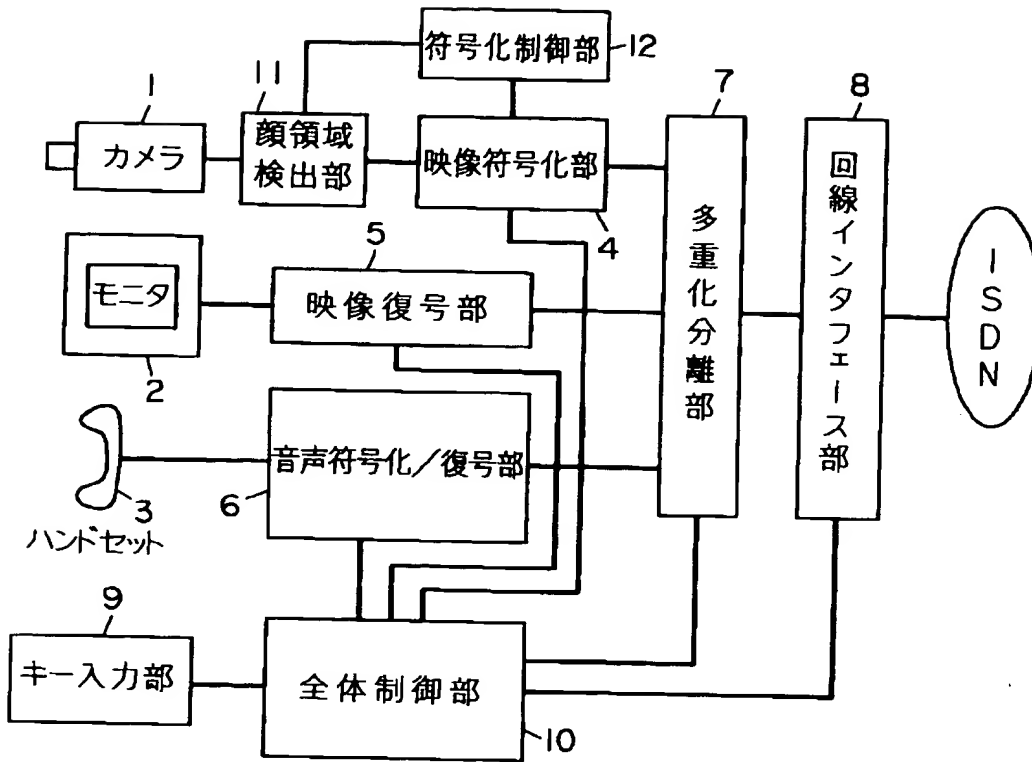 符号化制御部
12
11
1
7
8
カメラ
顔領域
検出部
映像符号化部
4
5
モニタ
2
映像復号部
多重化分離部
回線インタフェース部
ISDN
音声符号化/復号部
6
3
ハンドセット
9
キー入力部
全体制御部
10